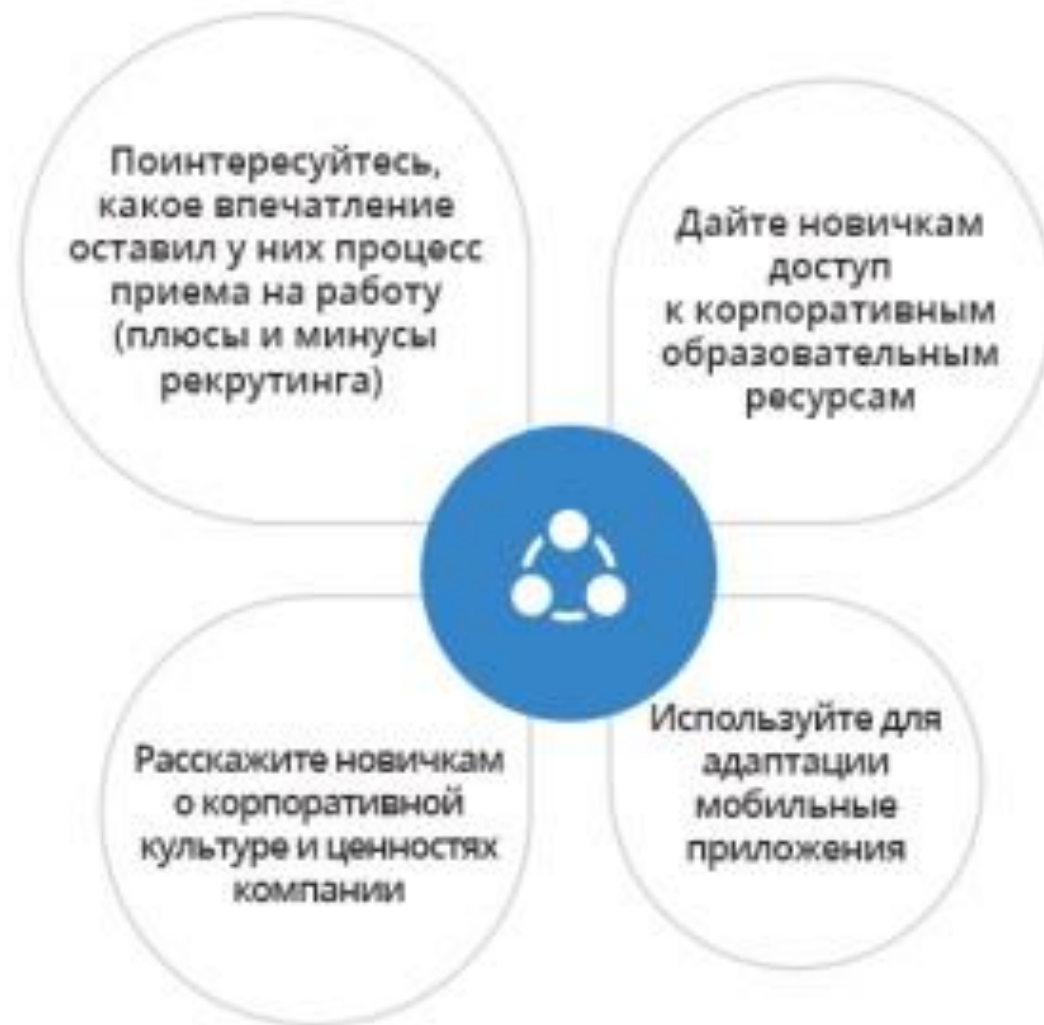 Поинтересуйтесь,
какое впечатление
оставил у них процесс
приема на работу
(плюсы и минусы
рекрутинга)
Дайте новичкам
доступ
к корпоративным
образовательным
ресурсам
Расскажите новичкам
о корпоративной
культуре и ценностях
компании
Используйте для
адаптации
мобильные
приложения